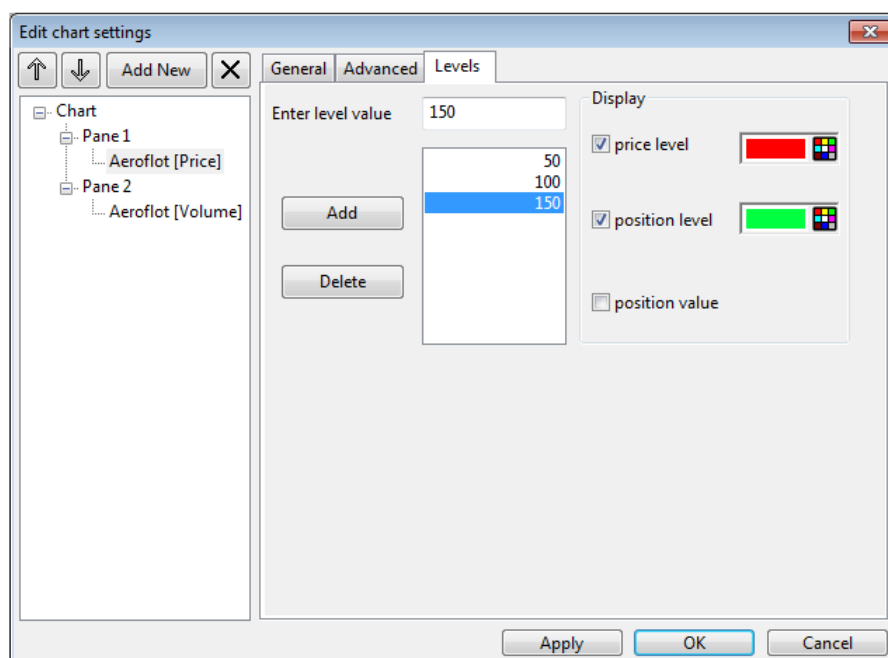 Edit chart settings
Add New
General Advanced Levels
Chart
Pane 1
Aeroflot [Price]
Pane 2
Aeroflot [Volume]
Enter level value 150
50
100
150
Add
Delete
Display
price level
position level
position value
Apply OK Cancel